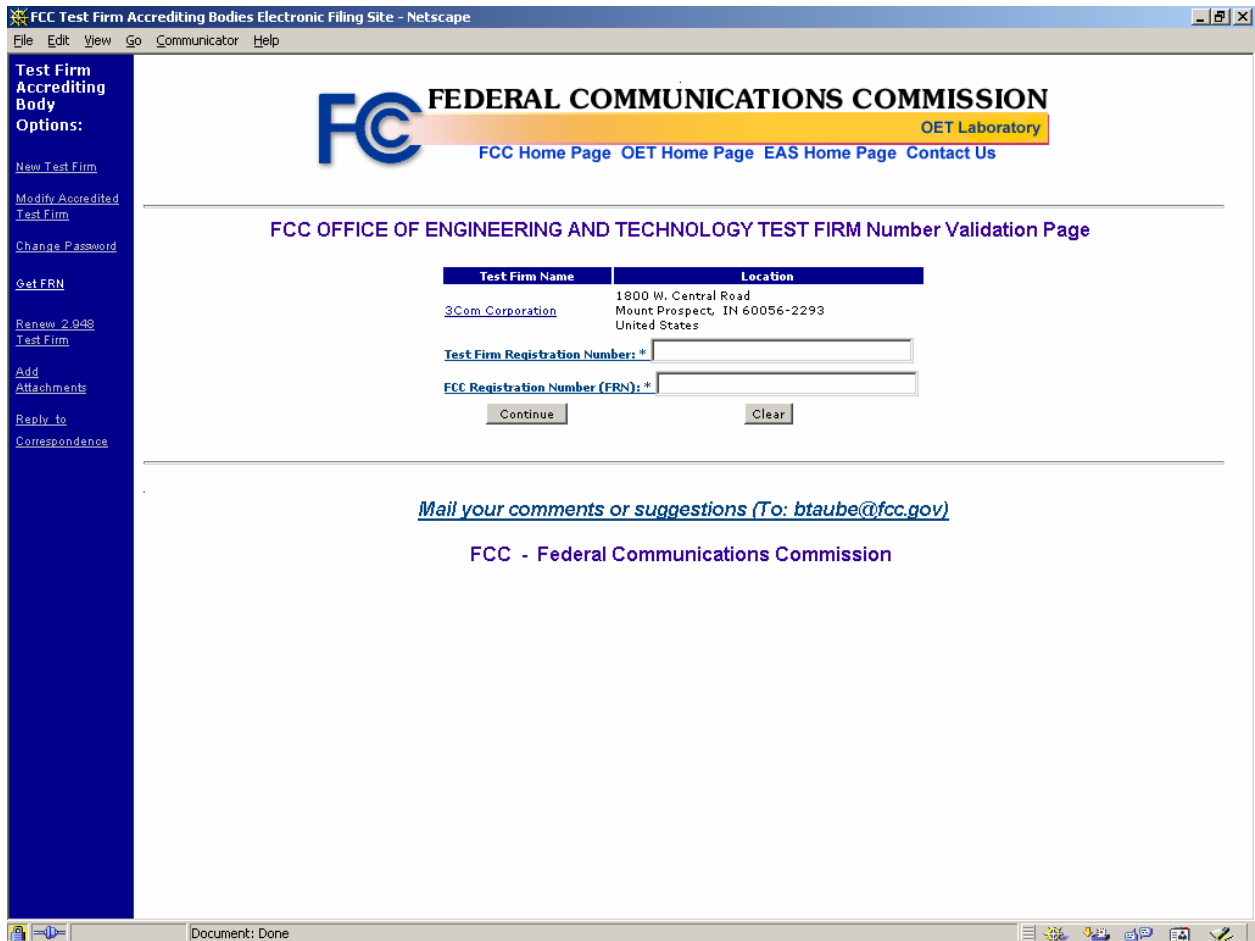 FCC Test Firm Accrediting Bodies Electronic Filing Site - Netscape
File Edit View Go Communicator Help
Test Firm
Accrediting
Body
Options:
New Test Firm
Modify Accredited
Test Firm
Change Password
Get FRN
Renew 2.948
Test Firm
Add
Attachments
Reply to
Correspondence
FCC FEDERAL COMMUNICATIONS COMMISSION
OET Laboratory
FCC Home Page OET Home Page EAS Home Page Contact Us
FCC OFFICE OF ENGINEERING AND TECHNOLOGY TEST FIRM Number Validation Page
Test Firm Name Location
3Com Corporation
1800 W. Central Road
Mount Prospect, IN 60056-2293
United States
Test Firm Registration Number: *
FCC Registration Number (FRN): *
Continue Clear
Mail your comments or suggestions (To: btaube@fcc.gov)
FCC - Federal Communications Commission
Document: Done